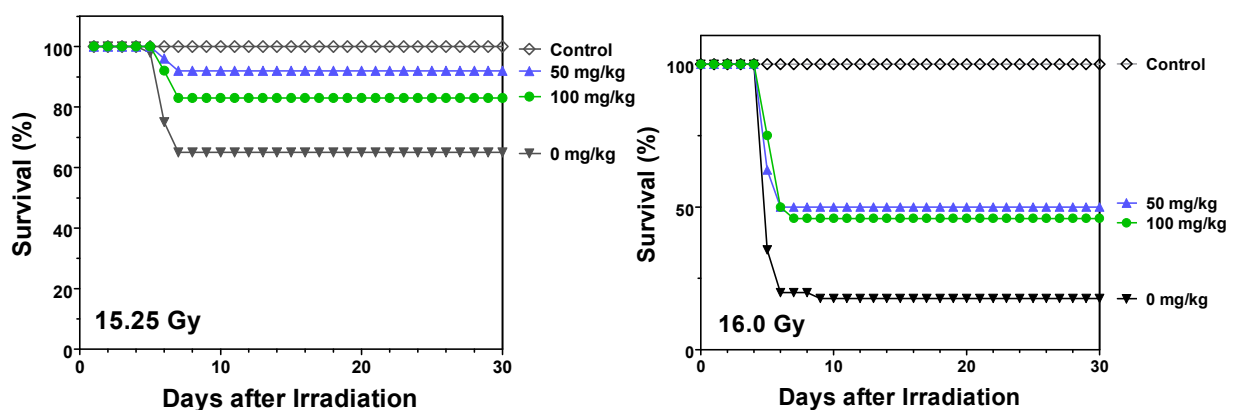 100
80
60
40
20
0
Survival (%)
0 10 20 30
Days after Irradiation
15.25 Gy
Control
50 mg/kg
100 mg/kg
0 mg/kg
100
50
0
Survival (%)
0 10 20 30
Days after Irradiation
16.0 Gy
Control
50 mg/kg
100 mg/kg
0 mg/kg